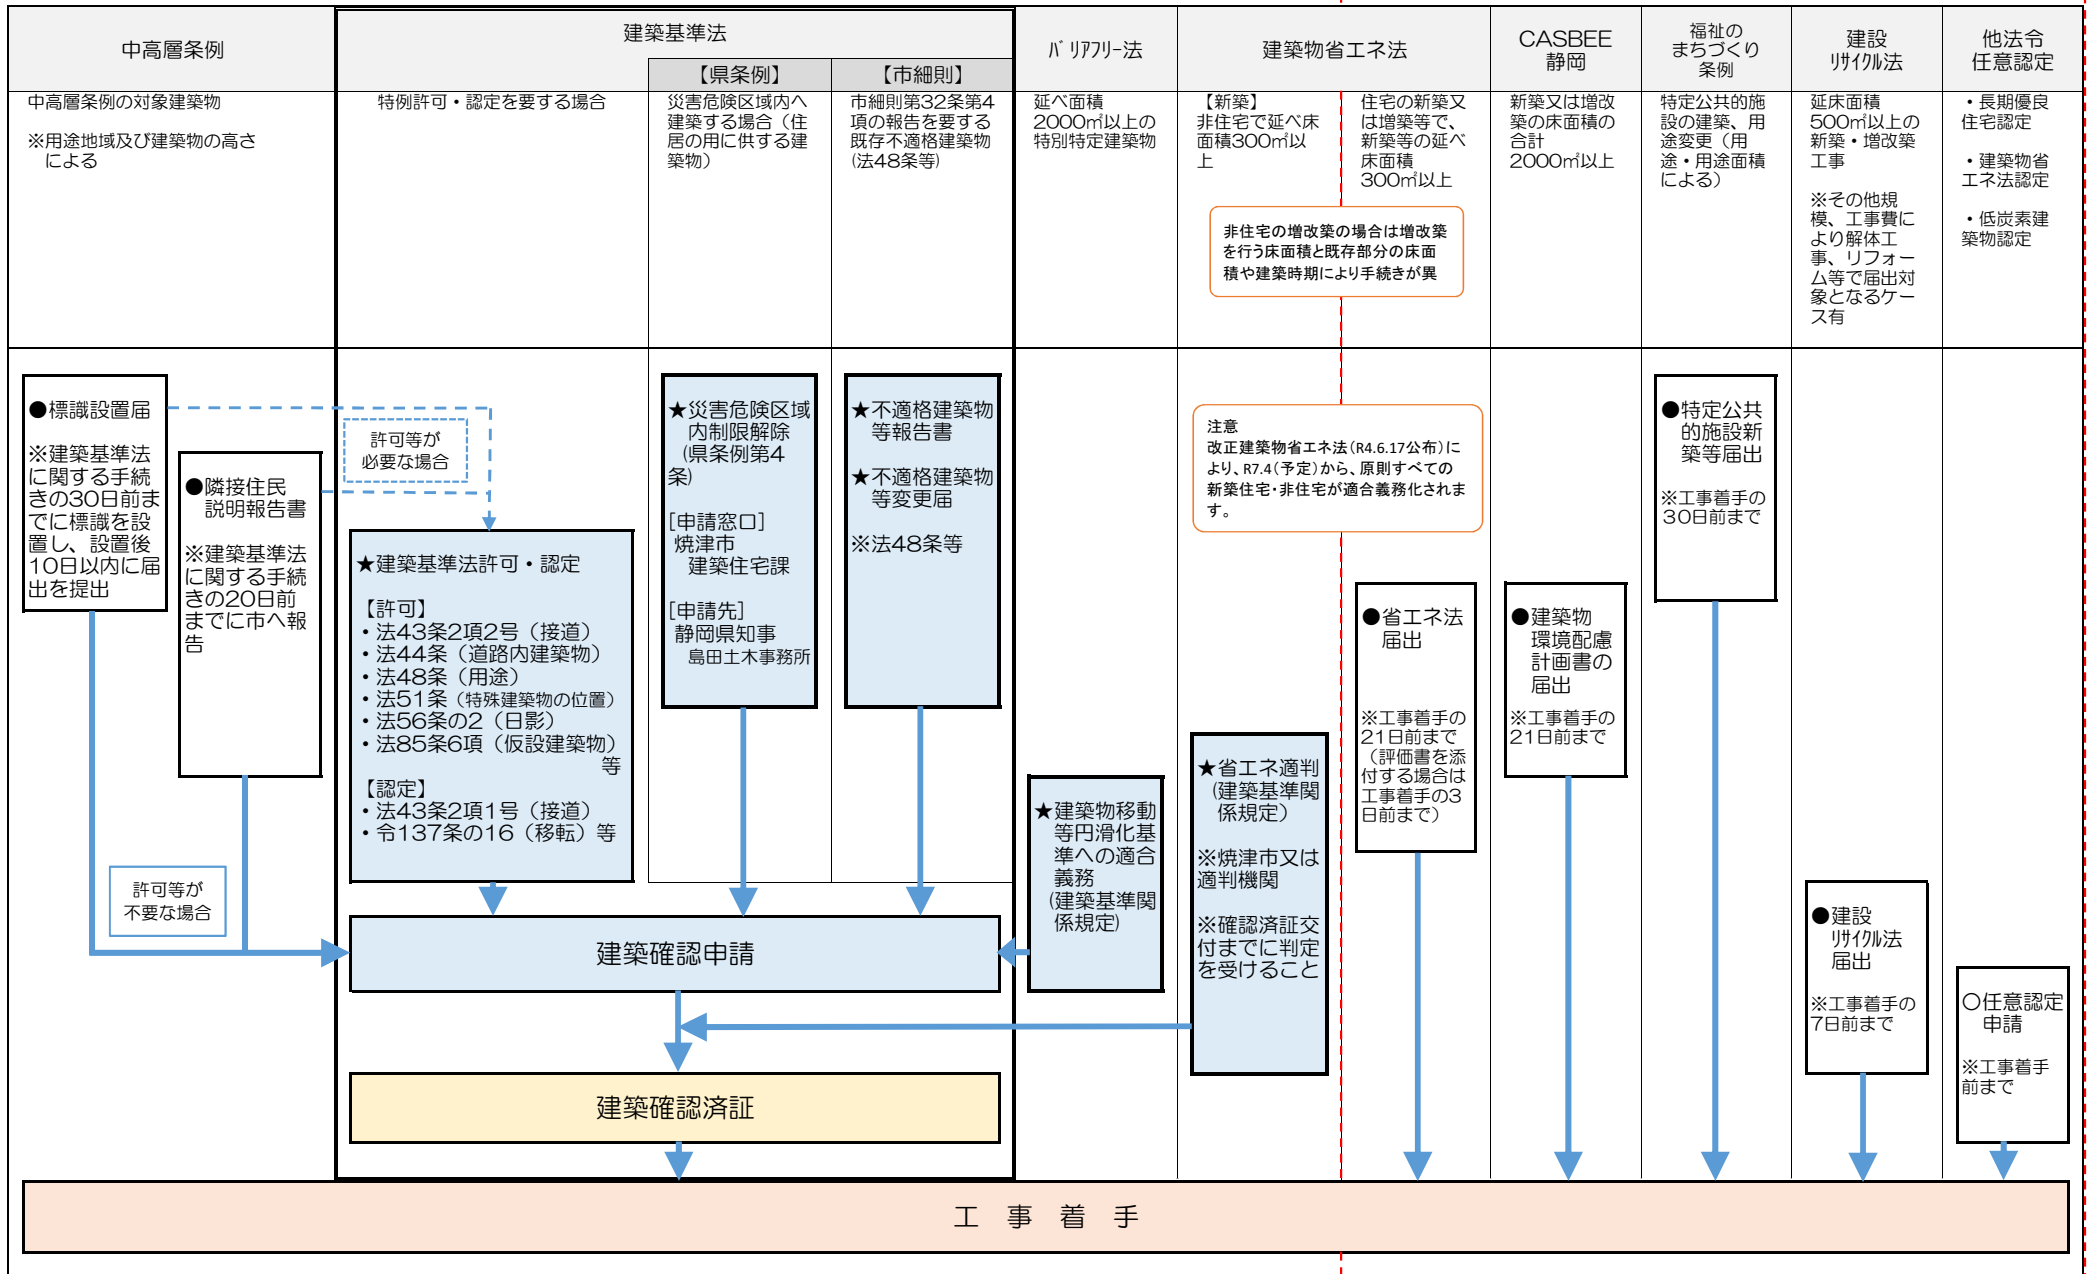 中高層条例
建築基準法
【県条例】
【市細則】
ﾊﾞﾘｱﾌﾘｰ法
建築物省エネ法
CASBEE
静岡
福祉の
まちづくり
条例
建設
ﾘｻｲｸﾙ法
他法令
任意認定
中高層条例の対象建築物
※用途地域及び建築物の高さ
による
特例許可・認定を要する場合
災害危険区域内へ
建築する場合（住
居の用に供する建
築物）
市細則第32条第4
項の報告を要する
既存不適格建築物
(法48条等)
延べ面積
2000㎡以上の
特別特定建築物
【新築】
非住宅で延べ床
面積300㎡以
上
住宅の新築又
は増築等で、
新築等の延べ
床面積
300㎡以上
非住宅の増改築の場合は増改築
を行う床面積と既存部分の床面
積や建築時期により手続きが異
新築又は増改
築の床面積の
合計
2000㎡以上
特定公共的施
設の建築、用
途変更（用
途・用途面積
による）
延床面積
500㎡以上の
新築・増改築
工事
※その他規
模、工事費に
より解体工
事、リフォー
ム等で届出対
象となるケー
ス有
・長期優良
住宅認定
・建築物省
エネ法認定
・低炭素建
築物認定
●標識設置届
※建築基準法
に関する手続
きの30日前ま
でに標識を設
置し、設置後
10日以内に届
出を提出
●隣接住民
説明報告書
※建築基準法
に関する手続
きの20日前
までに市へ報
告
許可等が
必要な場合
許可等が
不要な場合
★建築基準法許可・認定
【許可】
・法43条2項2号（接道）
・法44条（道路内建築物）
・法48条（用途）
・法51条（特殊建築物の位置）
・法56条の2（日影）
・法85条6項（仮設建築物）
等
【認定】
・法43条2項1号（接道）
・令137条の16（移転）等
★災害危険区域
内制限解除
(県条例第4
条)
[申請窓口]
焼津市
建築住宅課
[申請先]
静岡県知事
島田土木事務所
★不適格建築物
等報告書
★不適格建築物
等変更届
※法48条等
★建築物移動
等円滑化基
準への適合
義務
(建築基準関
係規定)
注意
改正建築物省エネ法（R4.6.17公布）に
より、R7.4（予定）から、原則すべての
新築住宅・非住宅が適合義務化されま
す。
★省エネ適判
(建築基準関
係規定）
※焼津市又は
適判機関
※確認済証交
付までに判定
を受けること
●省エネ法
届出
※工事着手の
21日前まで
（評価書を添
付する場合は
工事着手の3
日前まで）
●建築物
環境配慮
計画書の
届出
※工事着手の
21日前まで
●特定公共
的施設新
築等届出
※工事着手の
30日前まで
●建設
ﾘｻｲｸﾙ法
届出
※工事着手の
7日前まで
○任意認定
申請
※工事着手
前まで
建築確認申請
建築確認済証
工　事　着　手